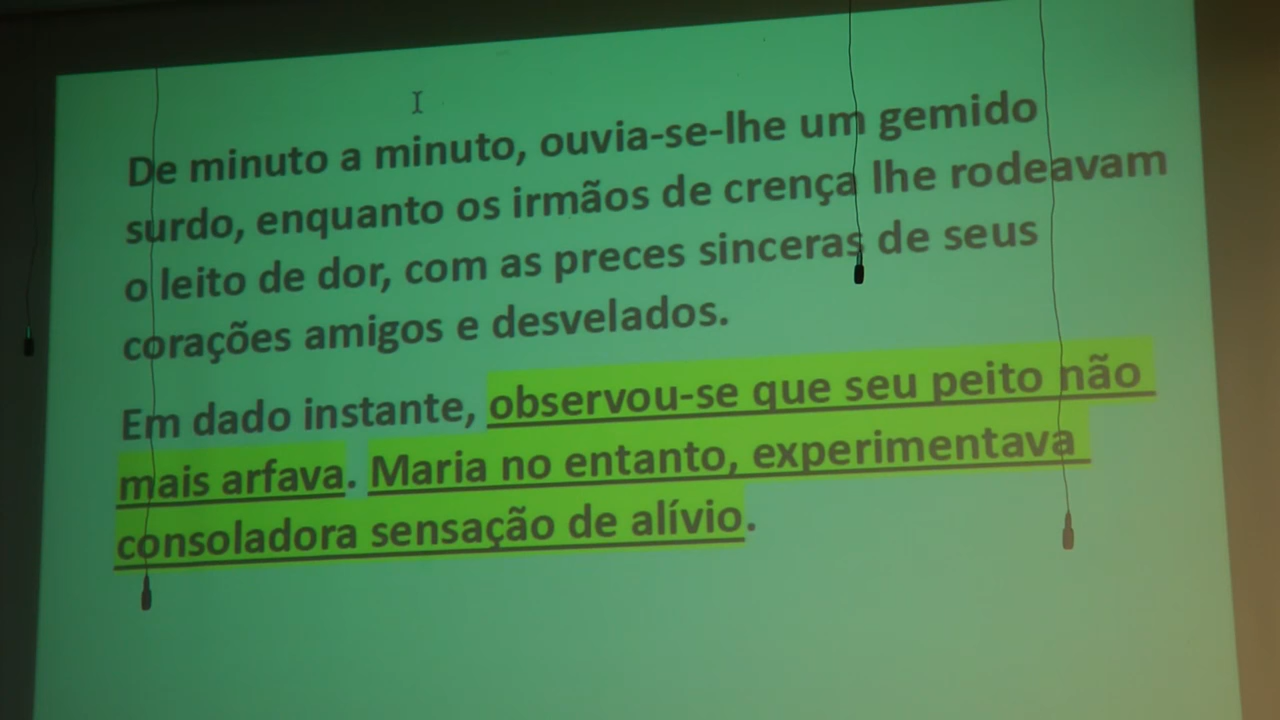 De minuto a minuto, ouvia-se-lhe um gemido
surdo, enquanto os irmãos de crença lhe rodeavam
o leito de dor, com as preces sinceras de seus
corações amigos e desvelados.
Em dado instante, observou-se que seu peito não
mais arfava. Maria no entanto, experimentava
consoladora sensação de alívio.